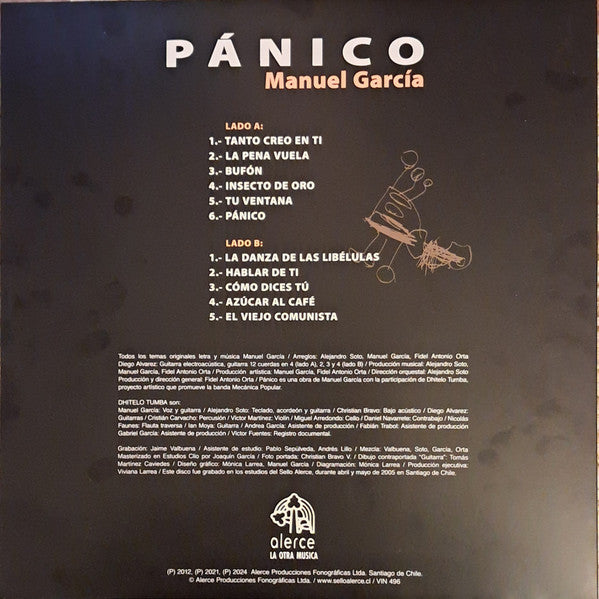 PÁNICO
Manuel García
LADO A:
1.- TANTO CREO EN TI
2.- LA PENA VUELA
3.- BUFÓN
4.- INSECTO DE ORO
5.- TU VENTANA
6.- PÁNICO
LADO B:
1.- LA DANZA DE LAS LIBÉLULAS
2.- HABLAR DE TI
3.- CÓMO DICES TÚ
4.- AZÚCAR AL CAFÉ
5.- EL VIEJO COMUNISTA
Todos los temas originales letra y música Manuel García / Arreglos: Alejandro Soto, Manuel García, Fidel Antonio Orta
Diego Alvarez: Guitarra electroacústica, guitarra 12 cuerdas en 4 (lado A), 2, 3 y 4 (lado B) / Producción musical: Alejandro
Soto, Fidel Antonio Orta / Producción artística: Manuel García, Fidel Antonio Orta / Dirección orquestal: Alejandro Soto
Producción y dirección general: Fidel Antonio Orta / Pánico es una obra de Manuel García con la participación de Dhitelo Tumba,
proyecto artístico que promueve la banda Mecánica Popular.
DHITELO TUMBA son:
Manuel García: Voz y guitarra / Alejandro Soto: Teclado, acordeón y guitarra / Christian Bravo: Bajo acústico / Diego Alvarez:
Guitarras / Cristián Carvacho: Percusión / Víctor Martínez: Violín / Miguel Arredondo: Cello / Daniel Navarrete: Contrabajo / Nicolás
Faunes: Flauta traversa / Ian Moya: Guitarra / Andrea García: Asistente de producción / Fabián Trabol: Asistente de producción
Gabriel García: Asistente de producción / Víctor Fuentes: Registro documental.
Grabación: Jaime Valbuena / Asistente de estudio: Pablo Sepúlveda, Andrés Lillo / Mezcla: Valbuena, Soto, García, Orta
Masterizado en Estudios Clio por Joaquín García / Foto portada: Christian Bravo V. / Dibujo contraportada "Guitarra": Tomás
Martínez Caviedes / Diseño gráfico: Mónica Larrea, Manuel García / Diagramación: Mónica Larrea / Producción ejecutiva:
Viviana Larrea / Este disco fue grabado en los estudios del Sello Alerce, durante abril y mayo de 2005 en Santiago de Chile.
alerce
LA OTRA MUSICA
(P) 2012, (P) 2021, (P) 2024 Alerce Producciones Fonográficas Ltda. Santiago de Chile.
© Alerce Producciones Fonográficas Ltda. / www.selloalerce.cl / VIN 496